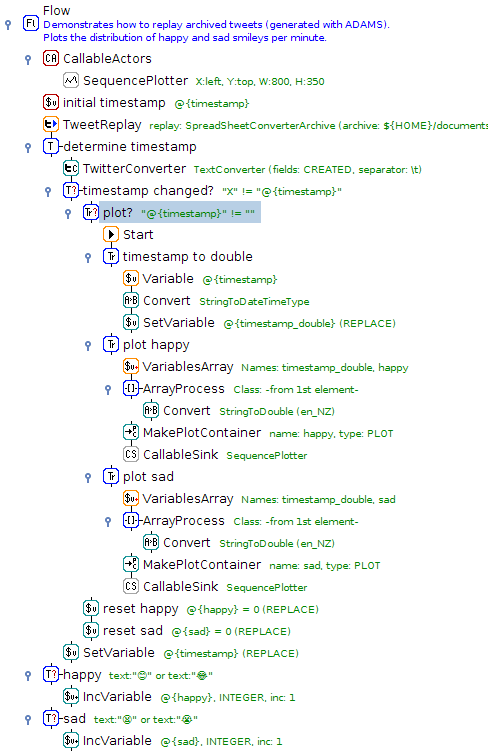 Flow
Demonstrates how to replay archived tweets (generated with ADAMS).
Plots the distribution of happy and sad smileys per minute.
CallableActors
SequencePlotter X:left, Y:top, W:800, H:350
initial timestamp @{timestamp}
TweetReplay replay: SpreadSheetConverterArchive (archive: ${HOME}/documents
determine timestamp
TwitterConverter TextConverter (fields: CREATED, separator: \t)
timestamp changed? "X" != "@{timestamp}"
plot? "@{timestamp}" != ""
Start
timestamp to double
Variable @{timestamp}
Convert StringToDateTimeType
SetVariable @{timestamp_double} (REPLACE)
plot happy
VariablesArray Names: timestamp_double, happy
ArrayProcess Class: -from 1st element-
Convert StringToDouble (en_NZ)
MakePlotContainer name: happy, type: PLOT
CallableSink SequencePlotter
plot sad
VariablesArray Names: timestamp_double, sad
ArrayProcess Class: -from 1st element-
Convert StringToDouble (en_NZ)
MakePlotContainer name: sad, type: PLOT
CallableSink SequencePlotter
reset happy @{happy} = 0 (REPLACE)
reset sad @{sad} = 0 (REPLACE)
SetVariable @{timestamp} (REPLACE)
happy text:"😊" or text:"😂"
IncVariable @{happy}, INTEGER, inc: 1
sad text:"😫" or text:"😭"
IncVariable @{sad}, INTEGER, inc: 1